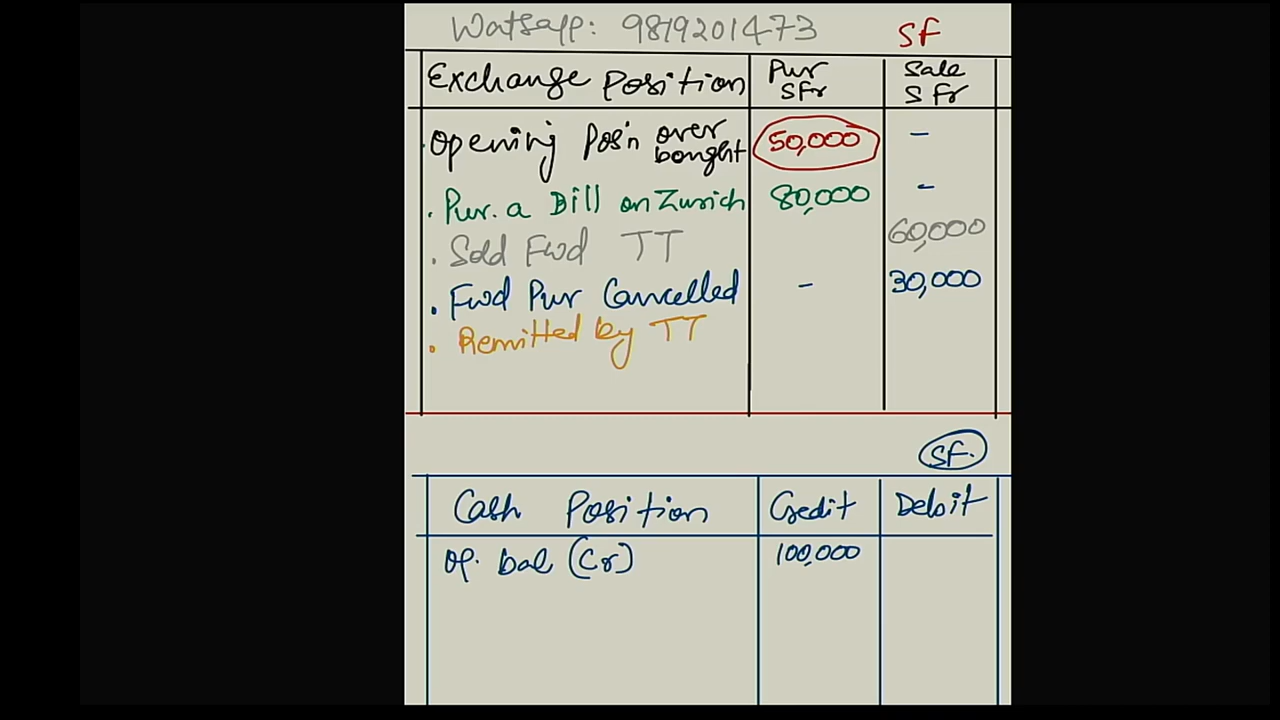 Watsapp: 9819201473 SF
Exchange Position Pur SFr Sale S Fr
Opening Pos'n over bought 50,000 -
. Pur. a Bill on Zurich 80,000 -
. Sold Fwd TT 60,000
. Fwd Pur Cancelled - 30,000
. Remitted by TT
SF.
Cash Position Credit Debit
Op. bal (Cr) 100,000